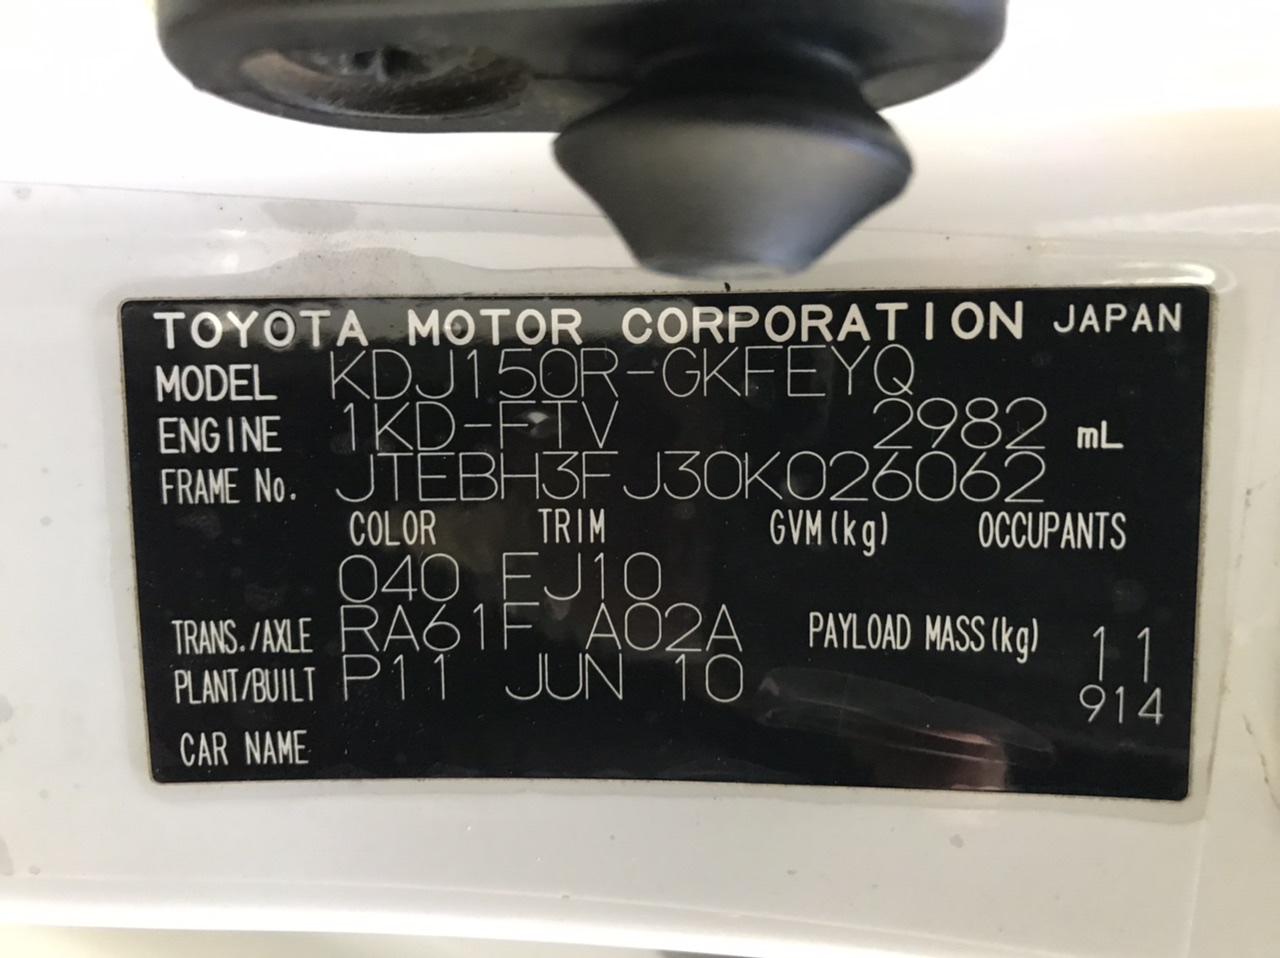 TOYOTA MOTOR CORPORATION JAPAN
MODEL KDJ150R-GKFEYQ
ENGINE 1KD-FTV 2982 mL
FRAME No. JTEBH3FJ30K026062
COLOR TRIM GVM(kg) OCCUPANTS
040 FJ10
TRANS./AXLE RA61F A02A PAYLOAD MASS(kg) 11
PLANT/BUILT P11 JUN 10 914
CAR NAME